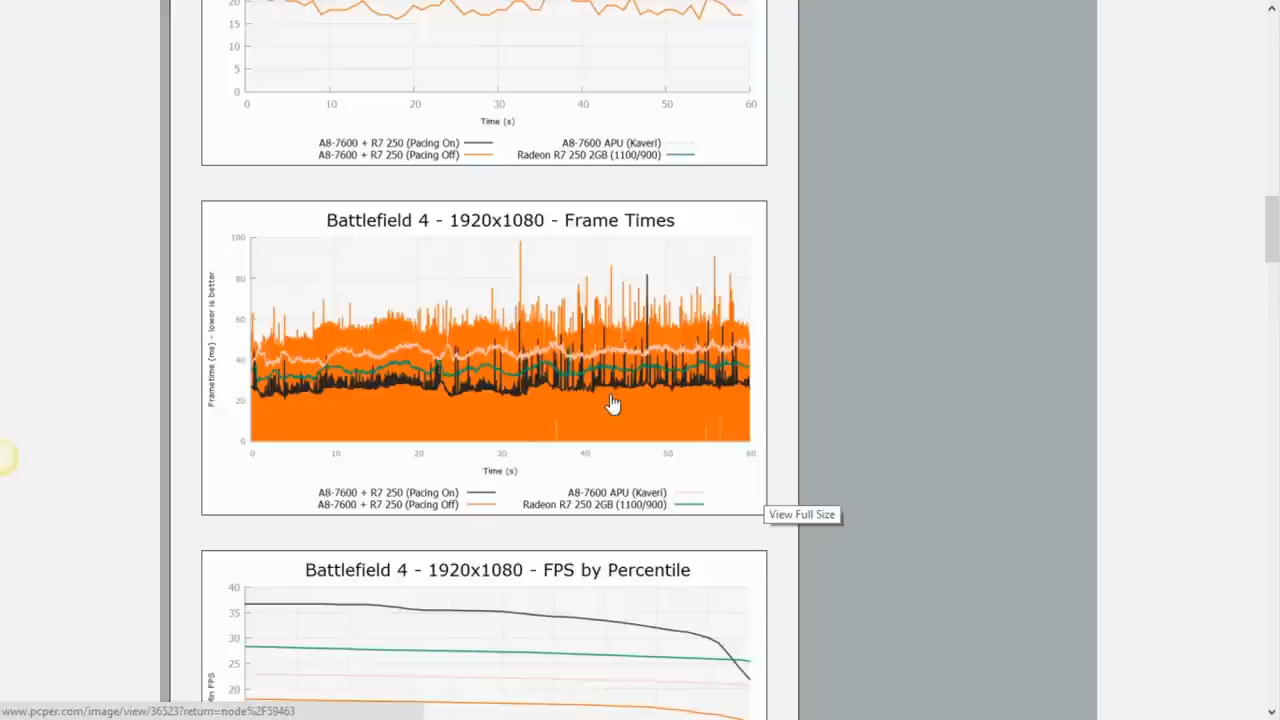 20
15
10
5
0
0 10 20 30 40 50 60
Time (s)
A8-7600 + R7 250 (Pacing On) A8-7600 APU (Kaveri)
A8-7600 + R7 250 (Pacing Off) Radeon R7 250 2GB (1100/900)
Battlefield 4 - 1920x1080 - Frame Times
Frametime (ms) - lower is better
100
80
60
40
20
0
0 10 20 30 40 50 60
Time (s)
A8-7600 + R7 250 (Pacing On) A8-7600 APU (Kaveri)
A8-7600 + R7 250 (Pacing Off) Radeon R7 250 2GB (1100/900)
View Full Size
Battlefield 4 - 1920x1080 - FPS by Percentile
40
35
30
25
20
FPS
www.pcper.com/image/view/36523?return=node%2F59463